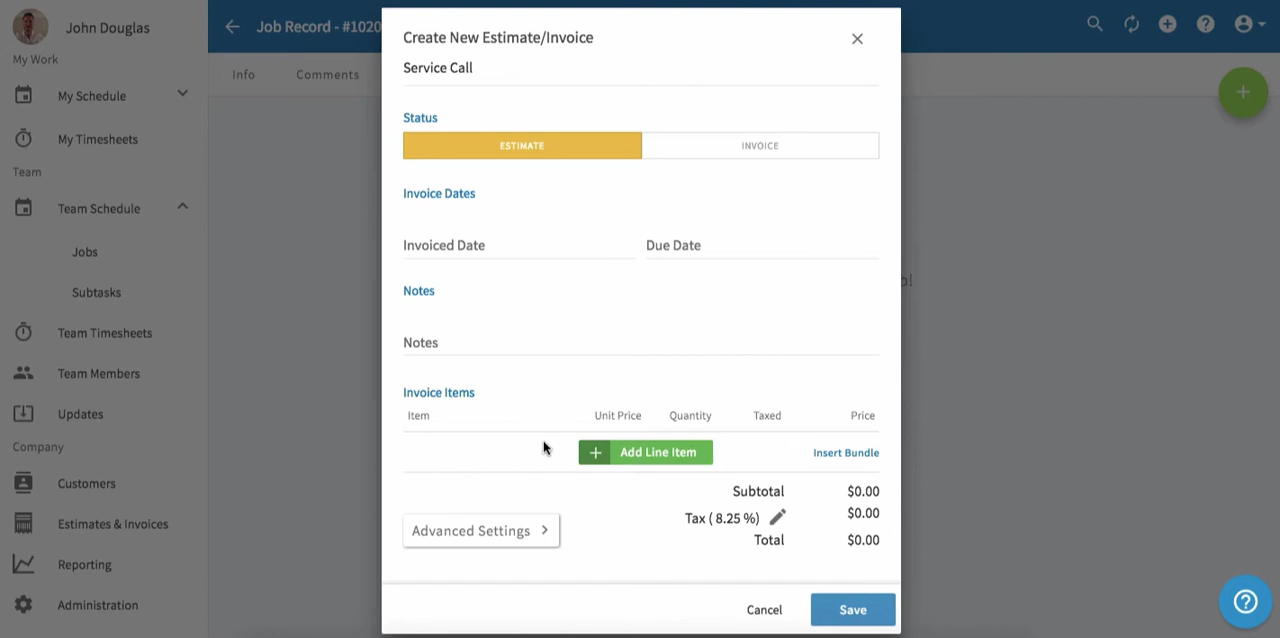 John Douglas
My Work
My Schedule
My Timesheets
Team
Team Schedule
Jobs
Subtasks
Team Timesheets
Team Members
Updates
Company
Customers
Estimates & Invoices
Reporting
Administration
Job Record - #1020
Info Comments
Create New Estimate/Invoice
Service Call
Status
ESTIMATE INVOICE
Invoice Dates
Invoiced Date Due Date
Notes
Notes
Invoice Items
Item Unit Price Quantity Taxed Price
+ Add Line Item Insert Bundle
Subtotal $0.00
Tax ( 8.25 %) $0.00
Total $0.00
Advanced Settings
Cancel Save